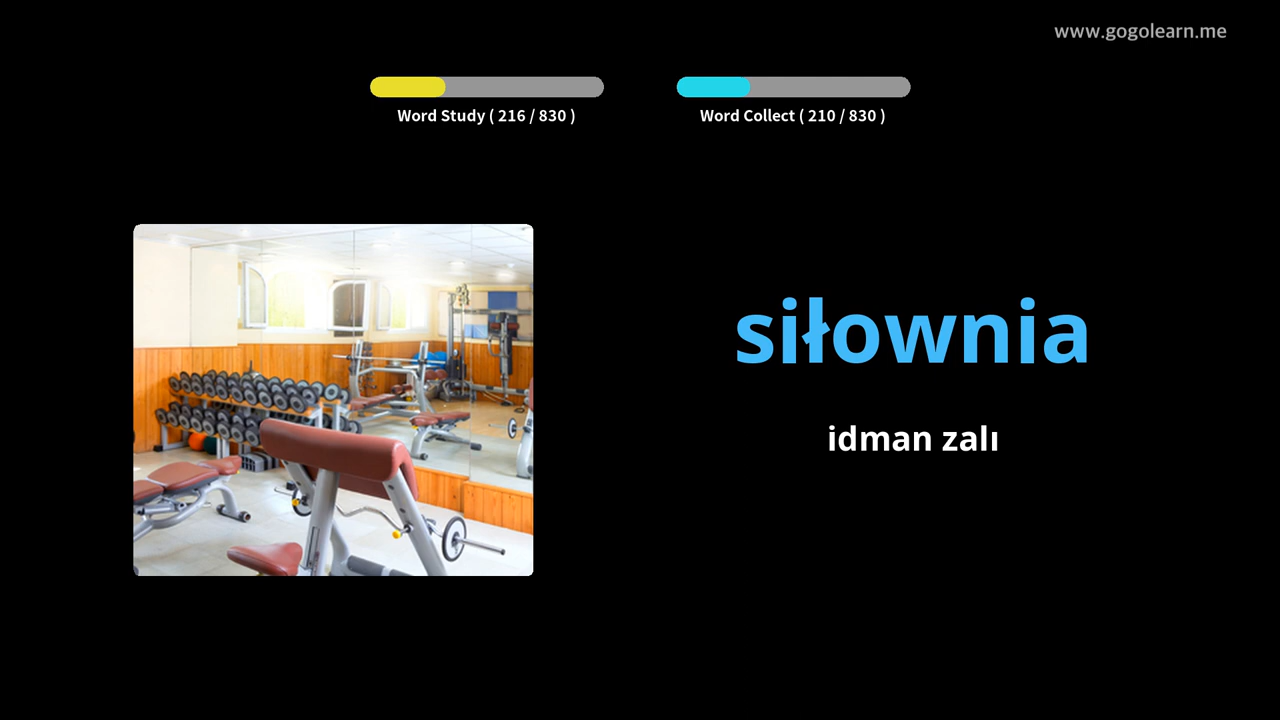 www.gogolearn.me
Word Study ( 216 / 830 )
Word Collect ( 210 / 830 )
siłownia
idman zalı